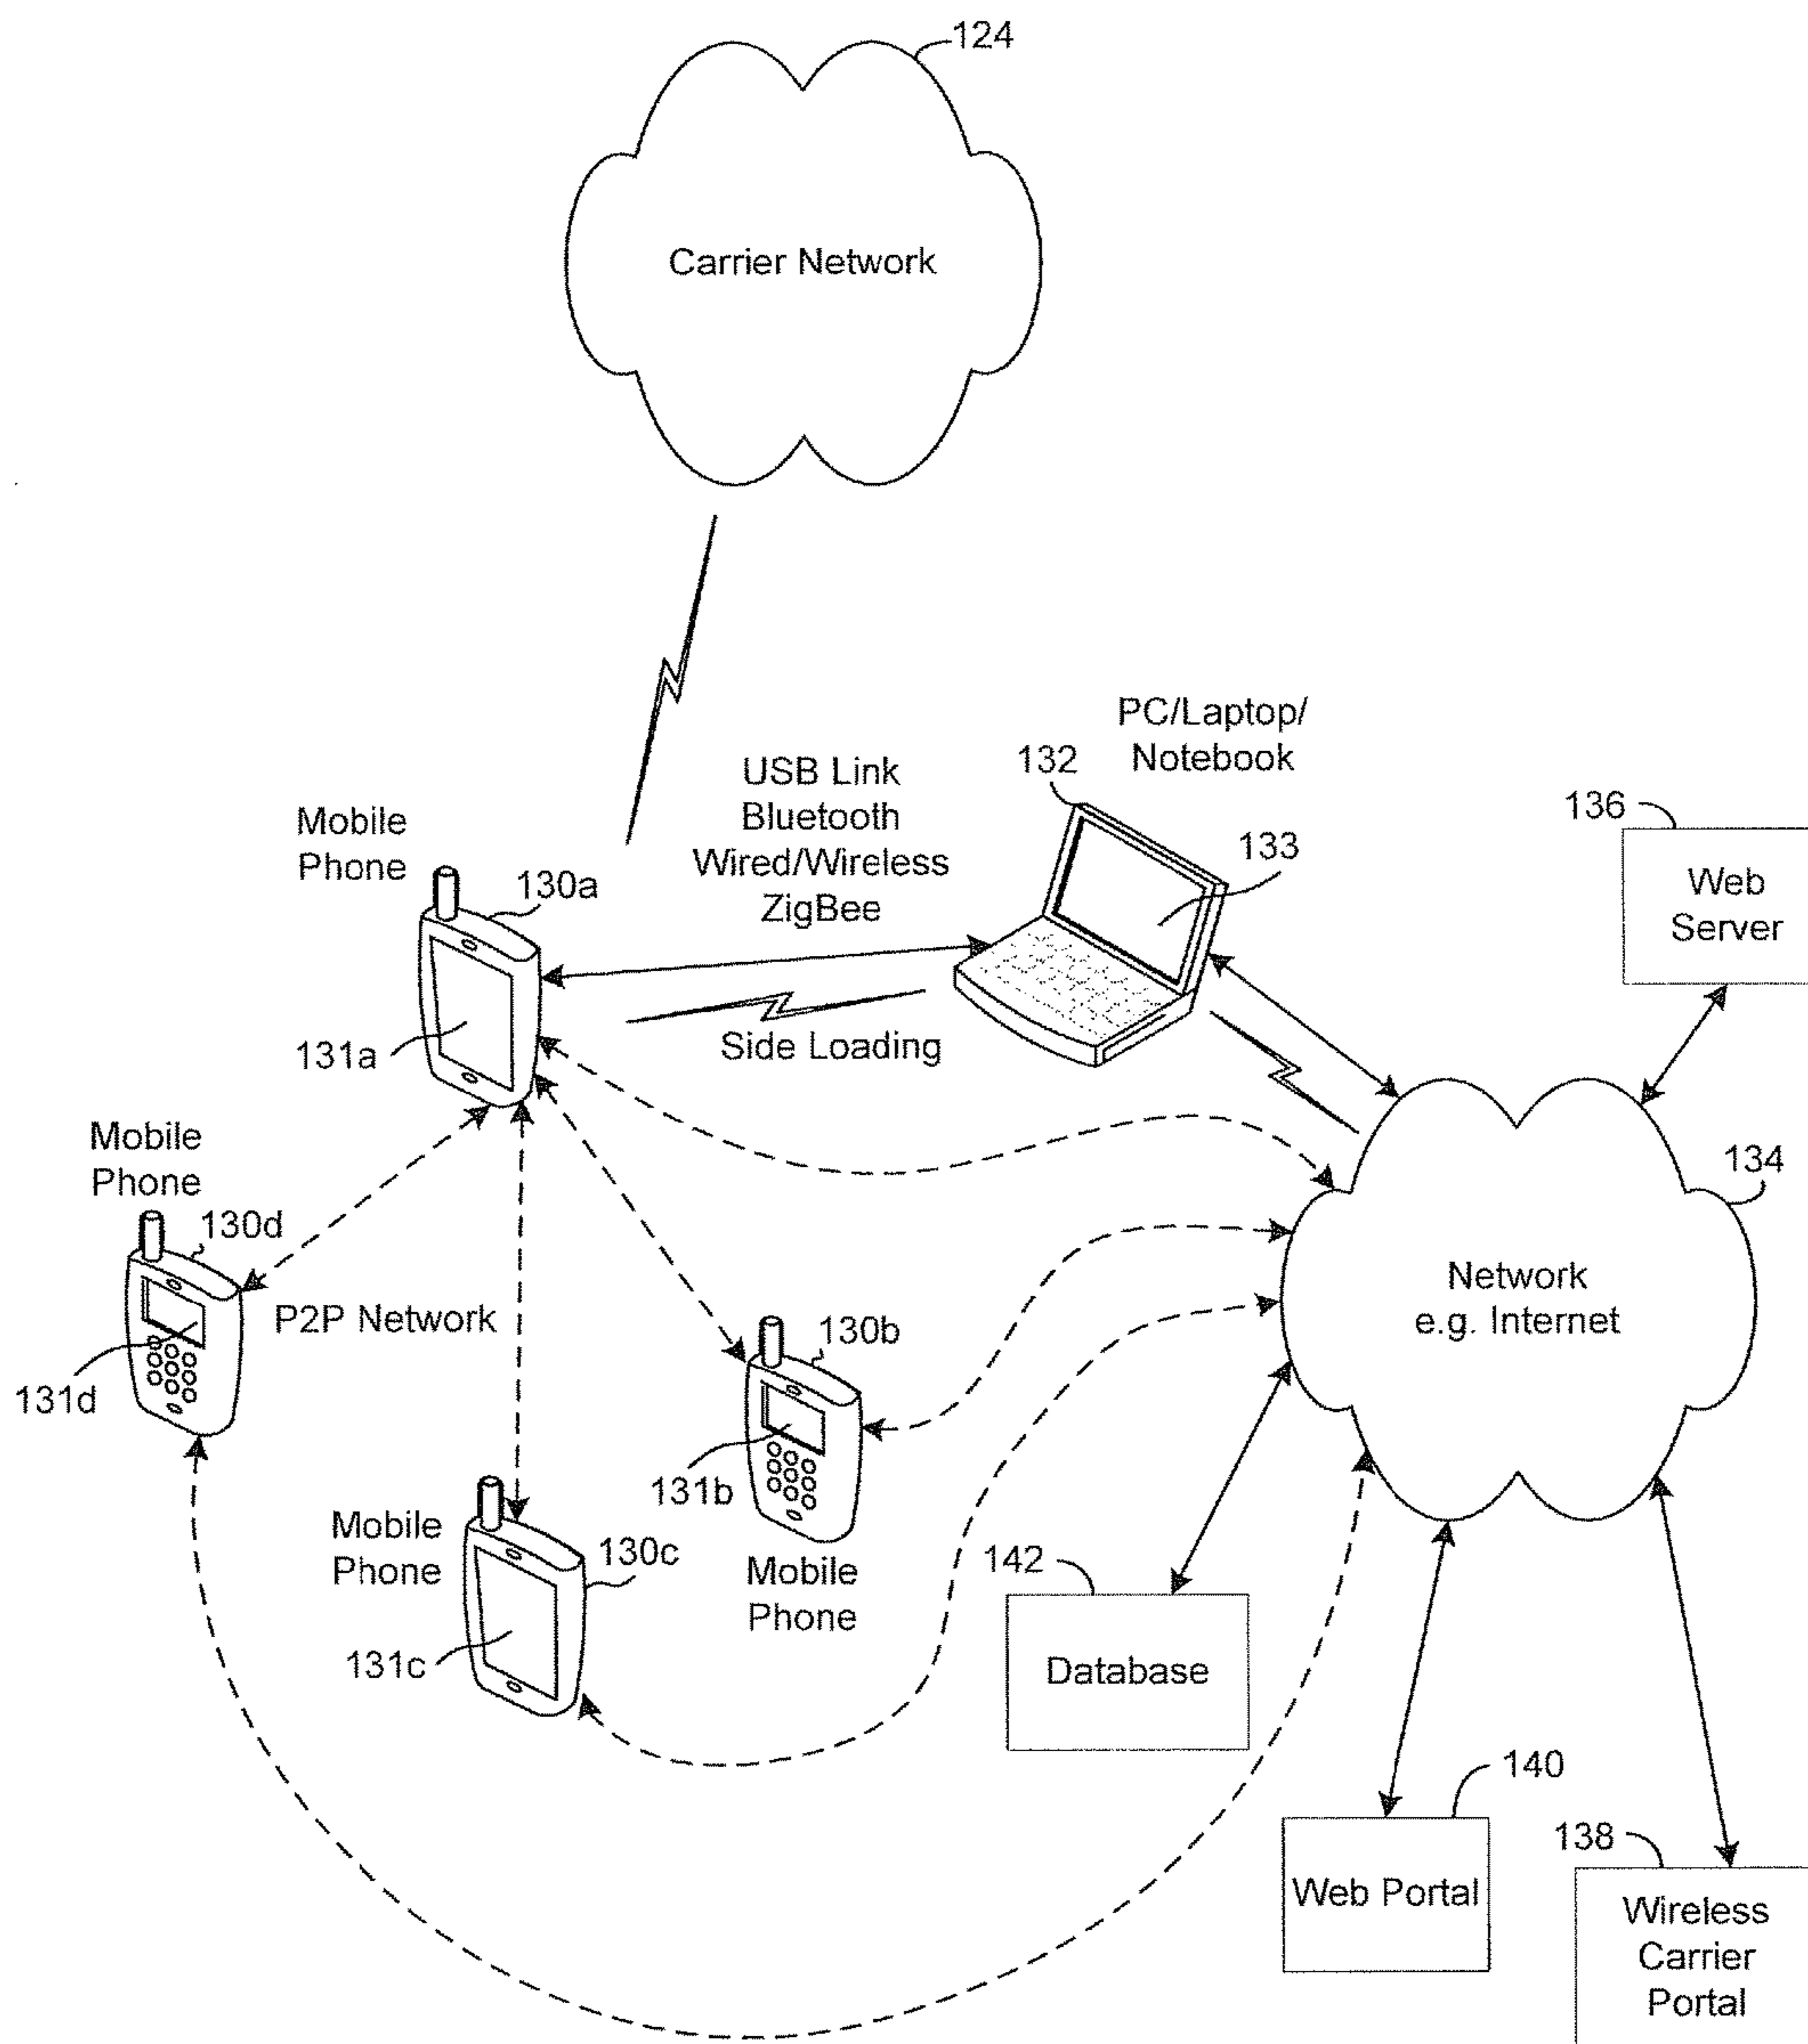 124
Carrier Network
PC/Laptop/
Notebook
132
133
USB Link
Bluetooth
Wired/Wireless
ZigBee
Side Loading
Mobile
Phone
130a
131a
136
Web
Server
134
Network
e.g. Internet
Mobile
Phone
130d
131d
P2P Network
130b
131b
Mobile
Phone
Mobile
Phone
130c
131c
142
Database
140
Web Portal
138
Wireless
Carrier
Portal